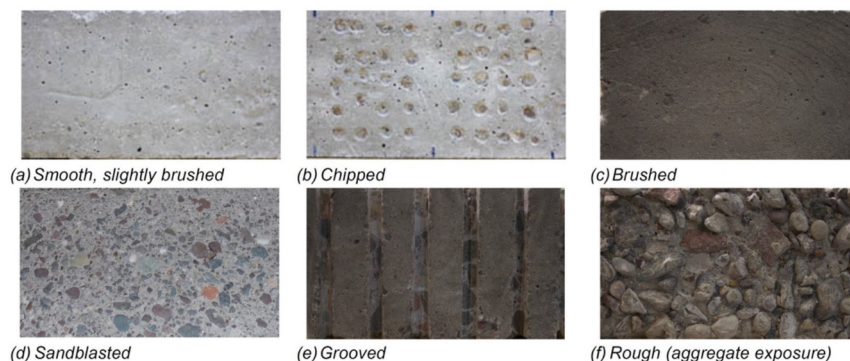 (a) Smooth, slightly brushed
(b) Chipped
(c) Brushed
(d) Sandblasted
(e) Grooved
(f) Rough (aggregate exposure)